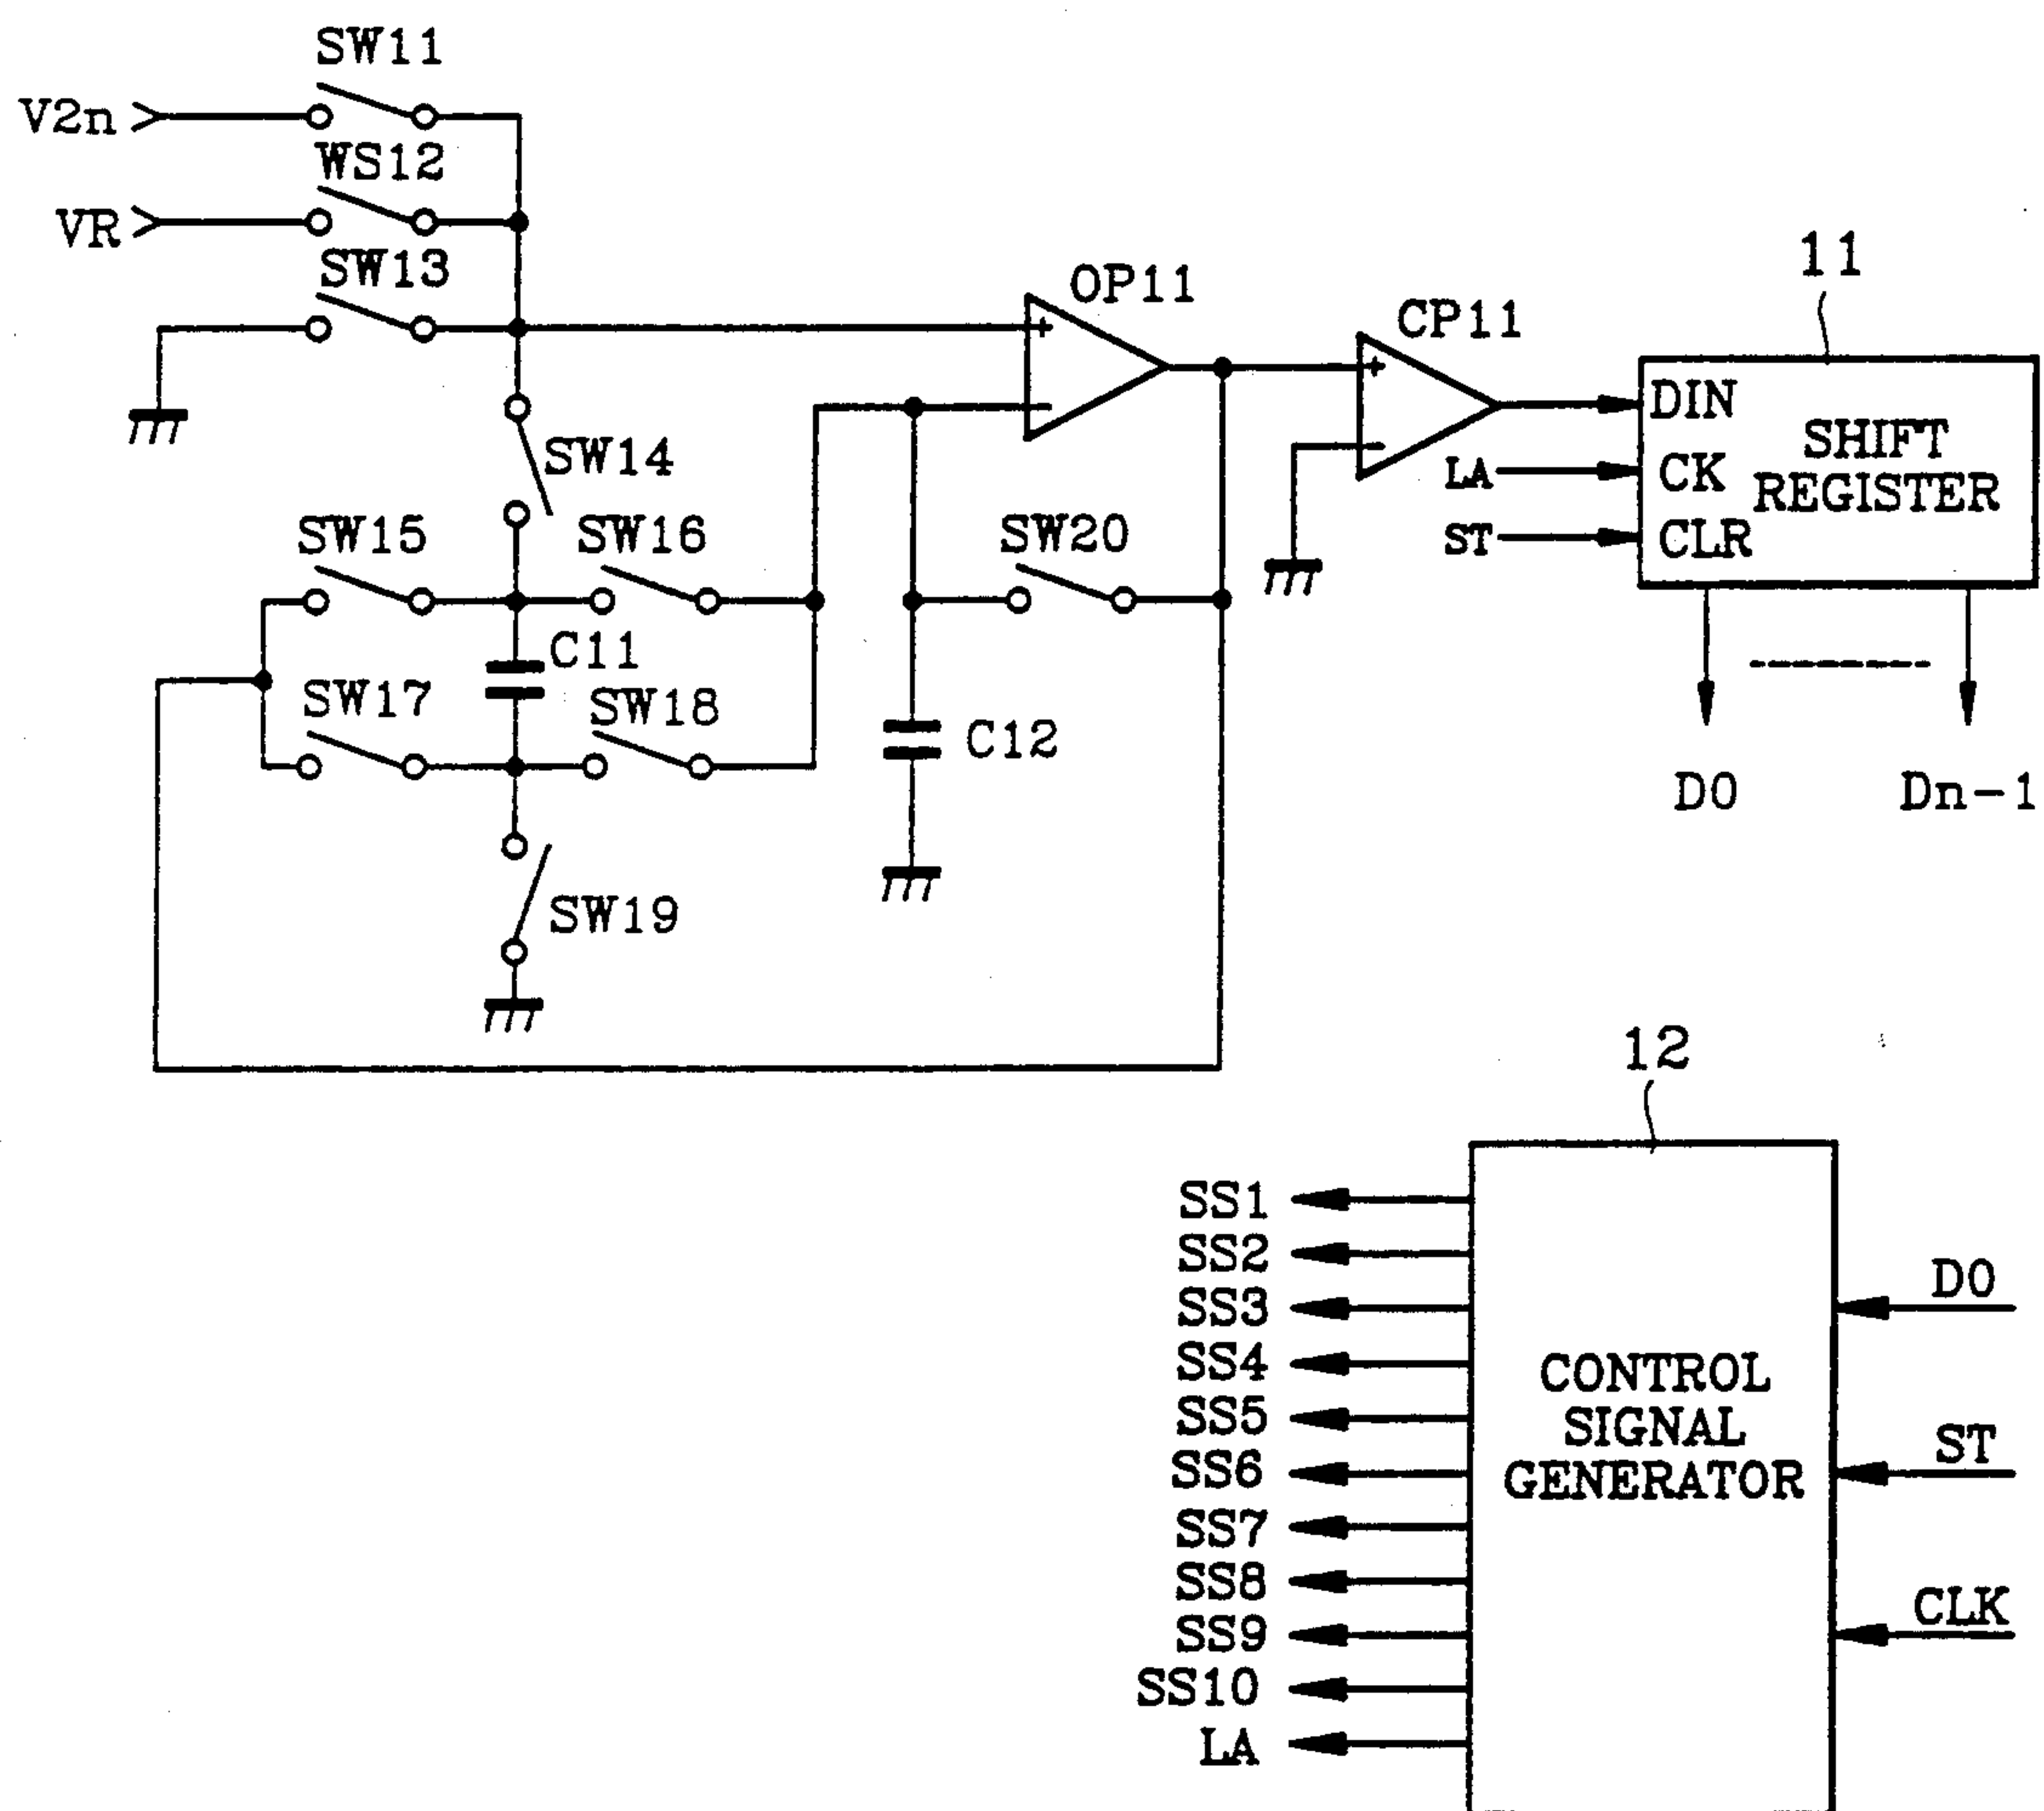 SW11
V2n
WS12
VR
SW13
OP11
CP11
11
DIN
SHIFT
REGISTER
LA
CK
ST
CLR
SW14
SW15
SW16
SW20
C11
SW17
SW18
C12
D0
Dn-1
SW19
12
SS1
SS2
SS3
SS4
SS5
SS6
SS7
SS8
SS9
SS10
LA
CONTROL
SIGNAL
GENERATOR
D0
ST
CLK